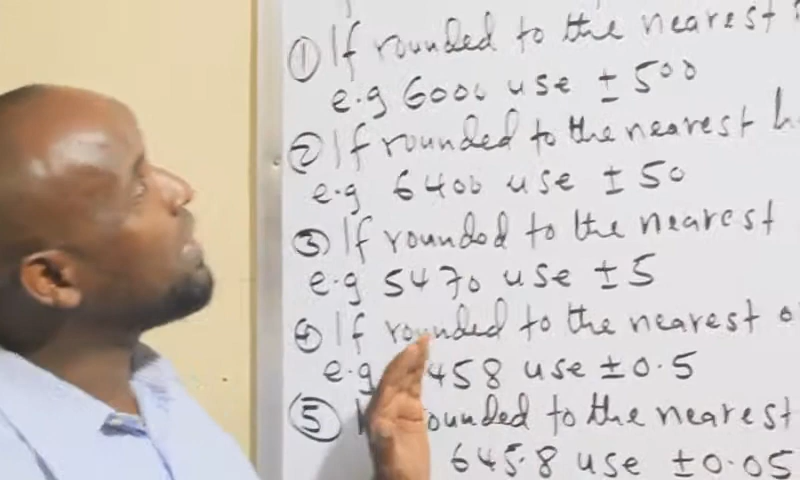 ① If rounded to the nearest
e.g 6000 use ± 500
② If rounded to the nearest
e.g 6400 use ± 50
③ If rounded to the nearest
e.g 5470 use ±5
④ If rounded to the nearest
e.g 458 use ±0.5
⑤ ounded to the nearest
645.8 use ±0.05